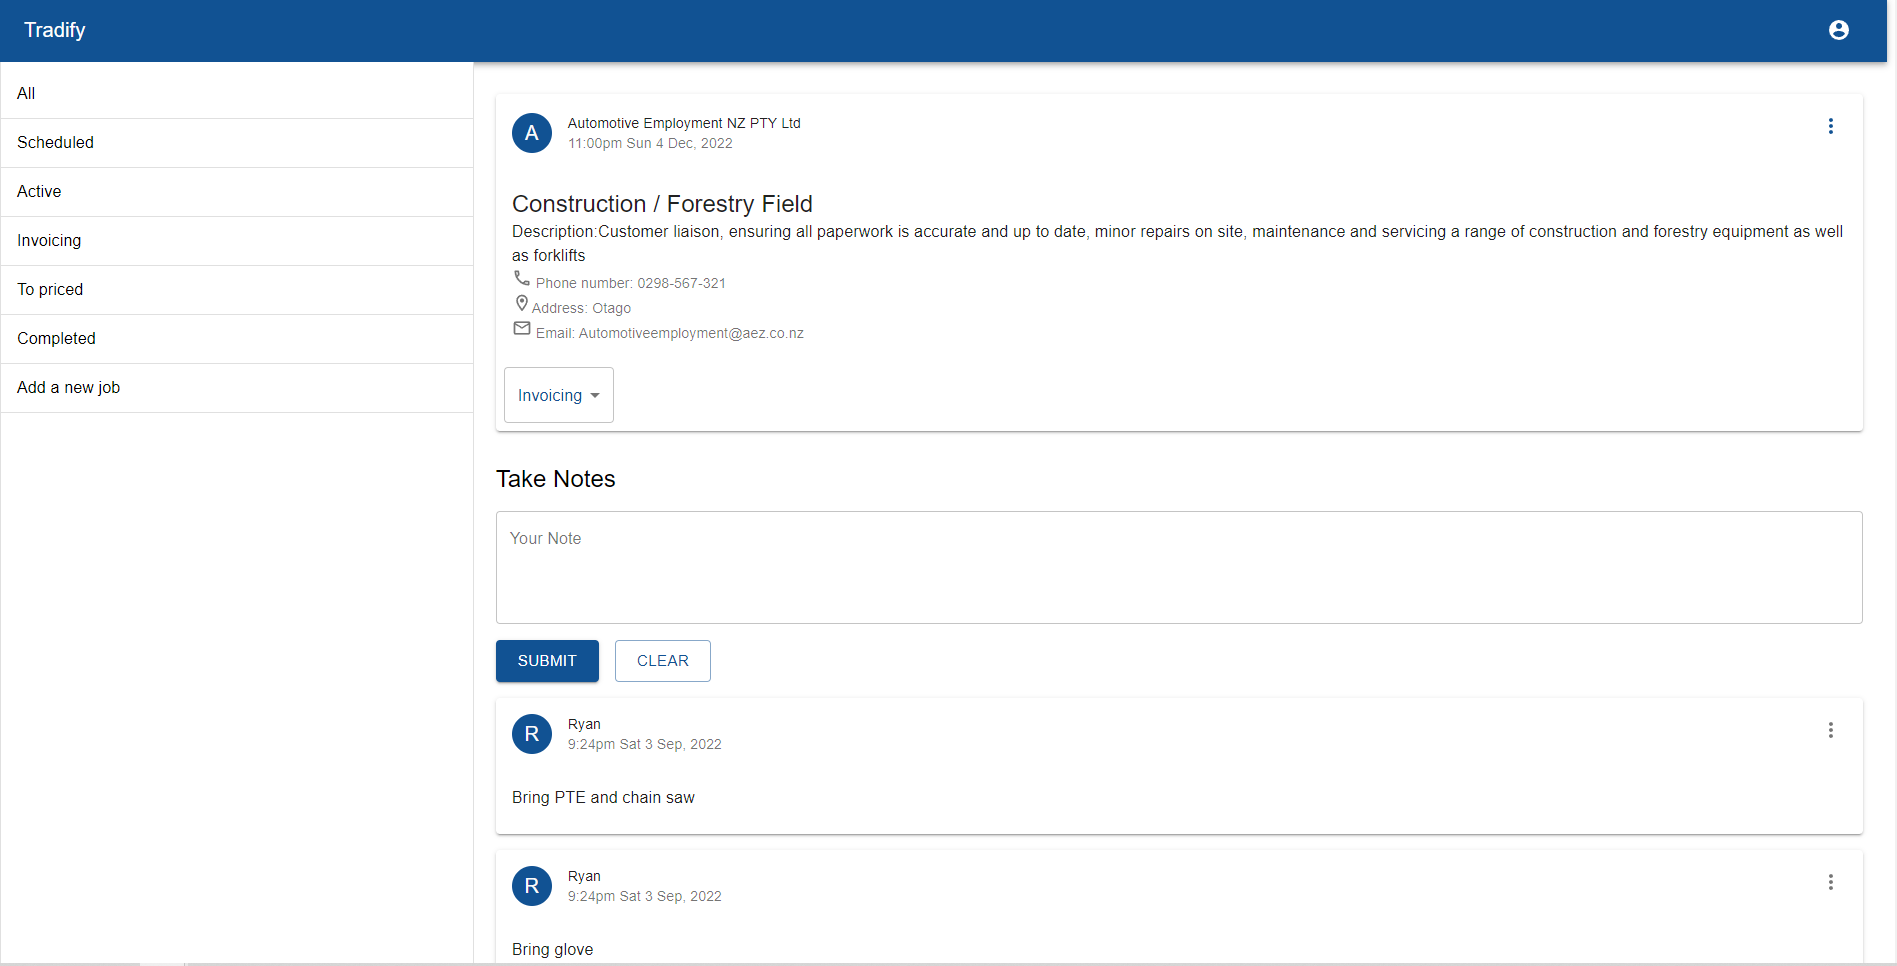 Tradify
All
Scheduled
Active
Invoicing
To priced
Completed
Add a new job
A
Automotive Employment NZ PTY Ltd
11:00pm Sun 4 Dec, 2022
Construction / Forestry Field
Description:Customer liaison, ensuring all paperwork is accurate and up to date, minor repairs on site, maintenance and servicing a range of construction and forestry equipment as well
as forklifts
Phone number: 0298-567-321
Address: Otago
Email: Automotiveemployment@aez.co.nz
Invoicing
Take Notes
Your Note
SUBMIT CLEAR
R
Ryan
9:24pm Sat 3 Sep, 2022
Bring PTE and chain saw
R
Ryan
9:24pm Sat 3 Sep, 2022
Bring glove